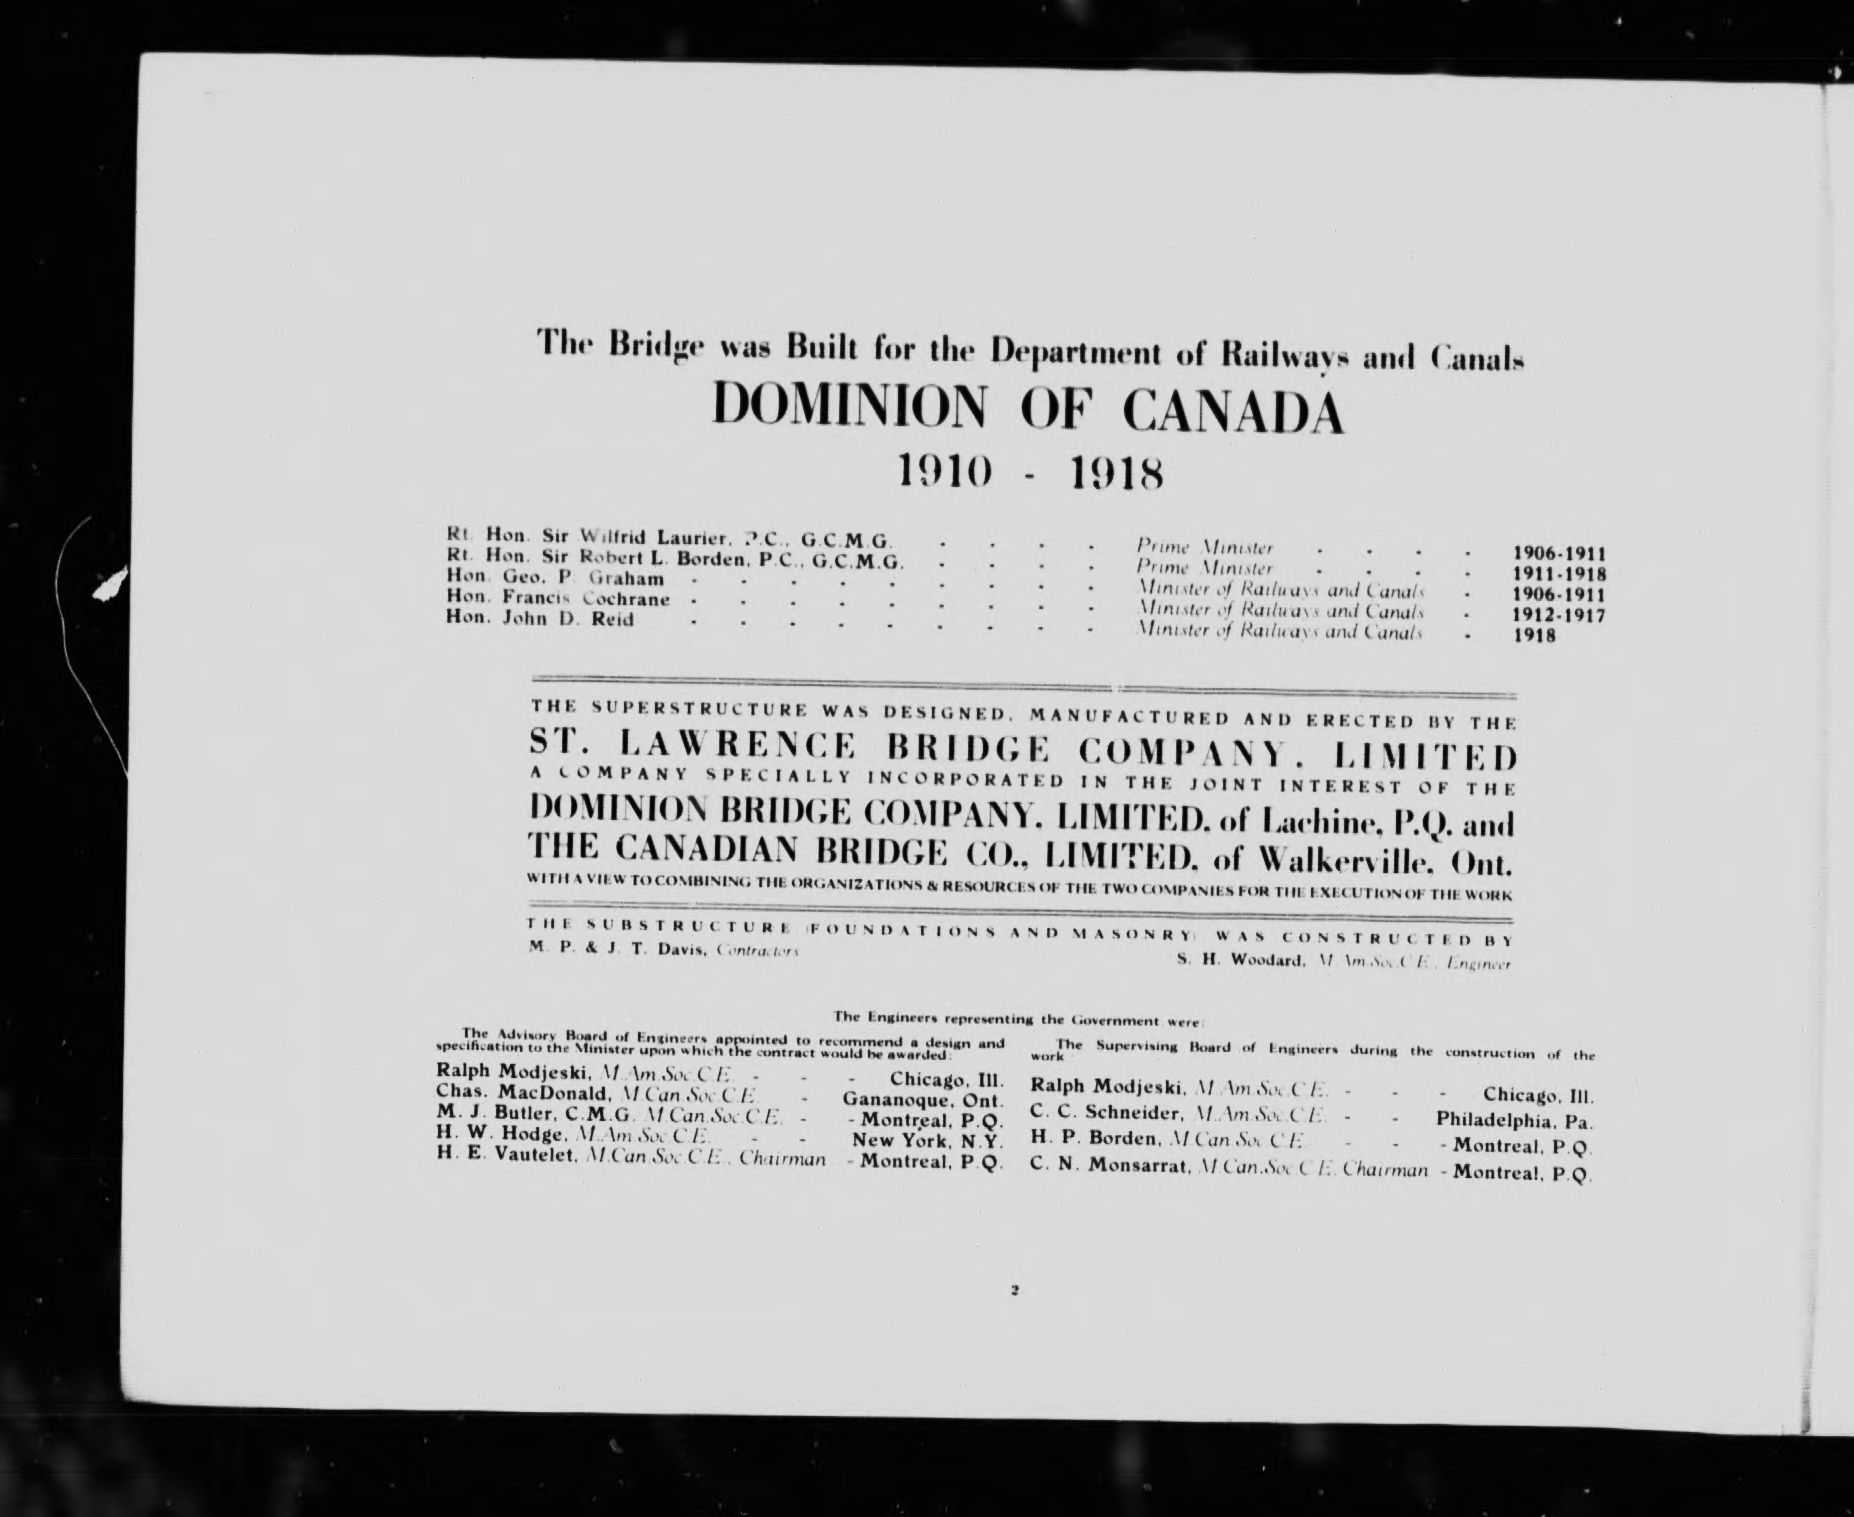 The Bridge was Built for the Department of Railways and Canals
DOMINION OF CANADA
1910 - 1918
Rt. Hon. Sir Wilfrid Laurier, P.C., G.C.M.G. . . . . Prime Minister . . . . 1906-1911
Rt. Hon. Sir Robert L. Borden, P.C., G.C.M.G. . . . . Prime Minister . . . . 1911-1918
Hon. Geo. P. Graham . . . . . . . . . Minister of Railways and Canals . 1906-1911
Hon. Francis Cochrane . . . . . . . . . Minister of Railways and Canals . 1912-1917
Hon. John D. Reid . . . . . . . . . Minister of Railways and Canals . 1918
THE SUPERSTRUCTURE WAS DESIGNED, MANUFACTURED AND ERECTED BY THE
ST. LAWRENCE BRIDGE COMPANY, LIMITED
A COMPANY SPECIALLY INCORPORATED IN THE JOINT INTEREST OF THE
DOMINION BRIDGE COMPANY, LIMITED, of Lachine, P.Q. and
THE CANADIAN BRIDGE CO., LIMITED, of Walkerville, Ont.
WITH A VIEW TO COMBINING THE ORGANIZATIONS & RESOURCES OF THE TWO COMPANIES FOR THE EXECUTION OF THE WORK
THE SUBSTRUCTURE (FOUNDATIONS AND MASONRY) WAS CONSTRUCTED BY
M. P. & J. T. Davis, Contractors
S. H. Woodard, M.Am.Soc.C.E., Engineer
The Engineers representing the Government were:
The Advisory Board of Engineers appointed to recommend a design and
specification to the Minister upon which the contract would be awarded:
Ralph Modjeski, M.Am.Soc.C.E. - - - Chicago, Ill.
Chas. MacDonald, M.Can.Soc.C.E. - Gananoque, Ont.
M. J. Butler, C.M.G. M.Can.Soc.C.E. - - Montreal, P.Q.
H. W. Hodge, M.Am.Soc.C.E. - - New York, N.Y.
H. E. Vautelet, M.Can.Soc.C.E., Chairman - Montreal, P.Q.
The Supervising Board of Engineers during the construction of the
work
Ralph Modjeski, M.Am.Soc.C.E. - - - Chicago, Ill.
C. C. Schneider, M.Am.Soc.C.E. - - Philadelphia, Pa.
H. P. Borden, M.Can.Soc.C.E. - - - Montreal, P.Q.
C. N. Monsarrat, M.Can.Soc.C.E. Chairman - Montreal, P.Q.
2